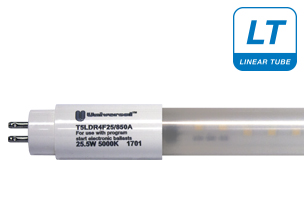 LT
LINEAR TUBE
Universal
T5LDR4F25/850A
For use with program
start electronic ballasts
25.5W 5000K 1701